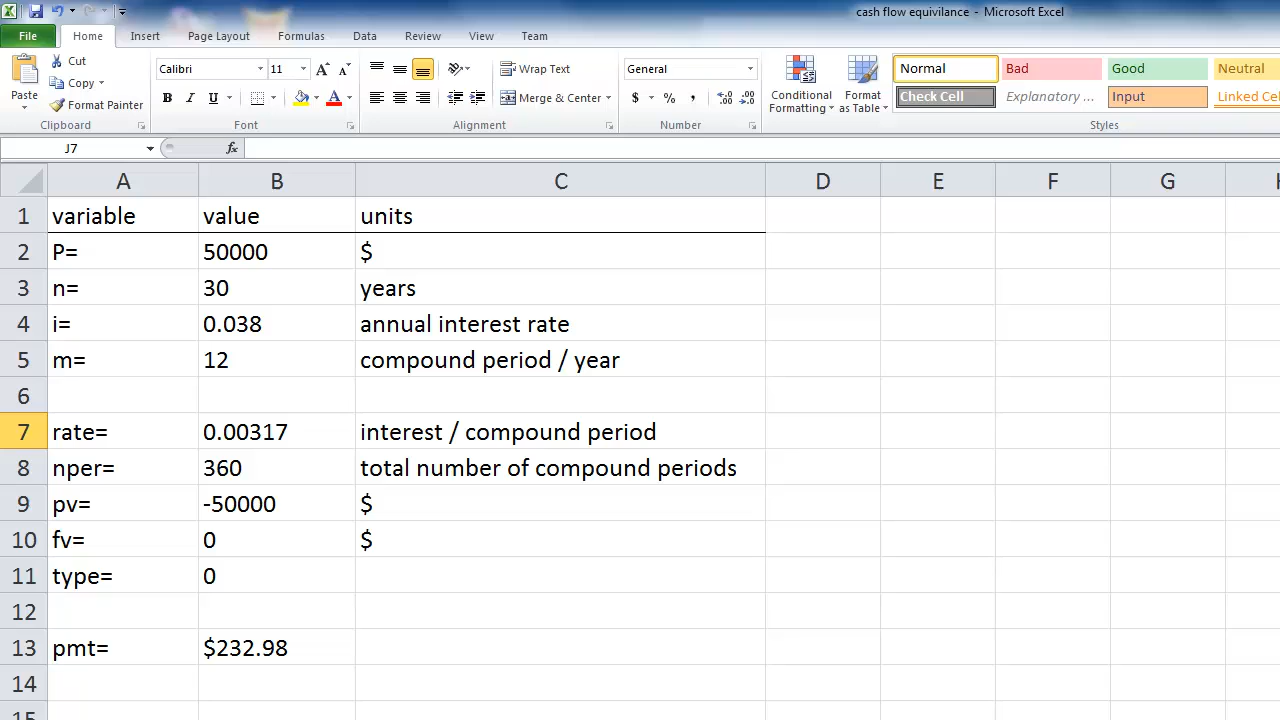 cash flow equivilance - Microsoft Excel
File Home Insert Page Layout Formulas Data Review View Team
Cut
Copy
Format Painter
Paste
Clipboard
Calibri 11
B I U A
Font
Wrap Text
Merge & Center
Alignment
General
$ % ,
Number
Conditional Formatting
Format as Table
Normal Bad Good Neutral
Check Cell Explanatory ... Input Linked Cel
Styles
J7 fx
A B C D E F G
1 variable value units
2 P= 50000 $
3 n= 30 years
4 i= 0.038 annual interest rate
5 m= 12 compound period / year
6
7 rate= 0.00317 interest / compound period
8 nper= 360 total number of compound periods
9 pv= -50000 $
10 fv= 0 $
11 type= 0
12
13 pmt= $232.98
14
15